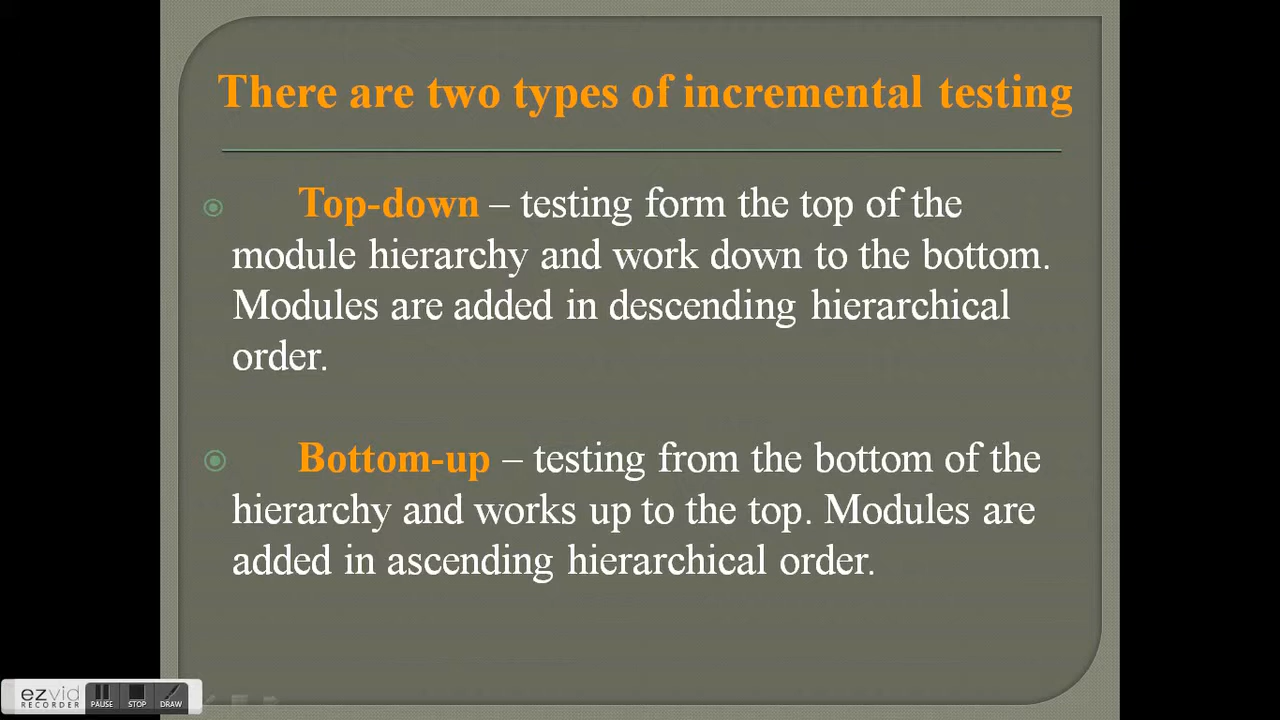 There are two types of incremental testing
Top-down – testing form the top of the
module hierarchy and work down to the bottom.
Modules are added in descending hierarchical
order.
Bottom-up – testing from the bottom of the
hierarchy and works up to the top. Modules are
added in ascending hierarchical order.
ezvid
RECORDER
PAUSE
STOP
DRAW